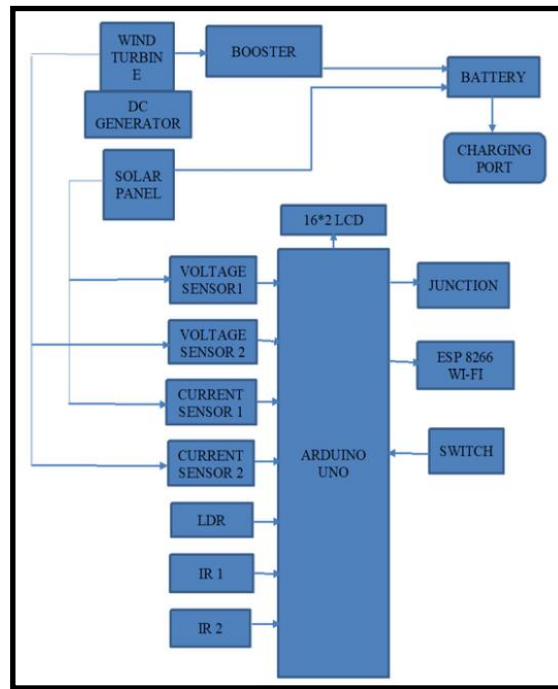 WIND
TURBIN
E
BOOSTER
BATTERY
DC
GENERATOR
SOLAR
PANEL
CHARGING
PORT
16*2 LCD
VOLTAGE
SENSOR1
JUNCTION
VOLTAGE
SENSOR 2
ESP 8266
WI-FI
CURRENT
SENSOR 1
ARDUINO
UNO
SWITCH
CURRENT
SENSOR 2
LDR
IR 1
IR 2